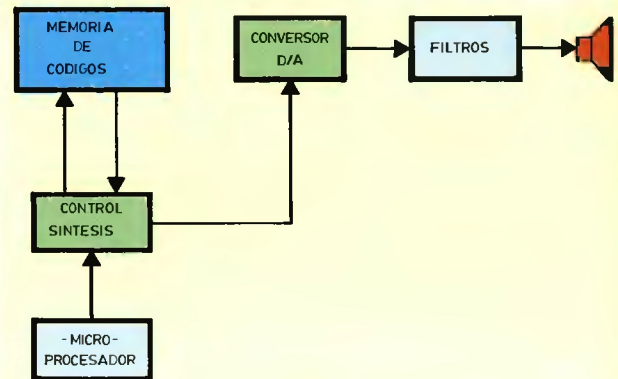 MEMORIA
DE
CODIGOS
CONVERSOR
D/A
FILTROS
CONTROL
SINTESIS
- MICRO -
PROCESADOR